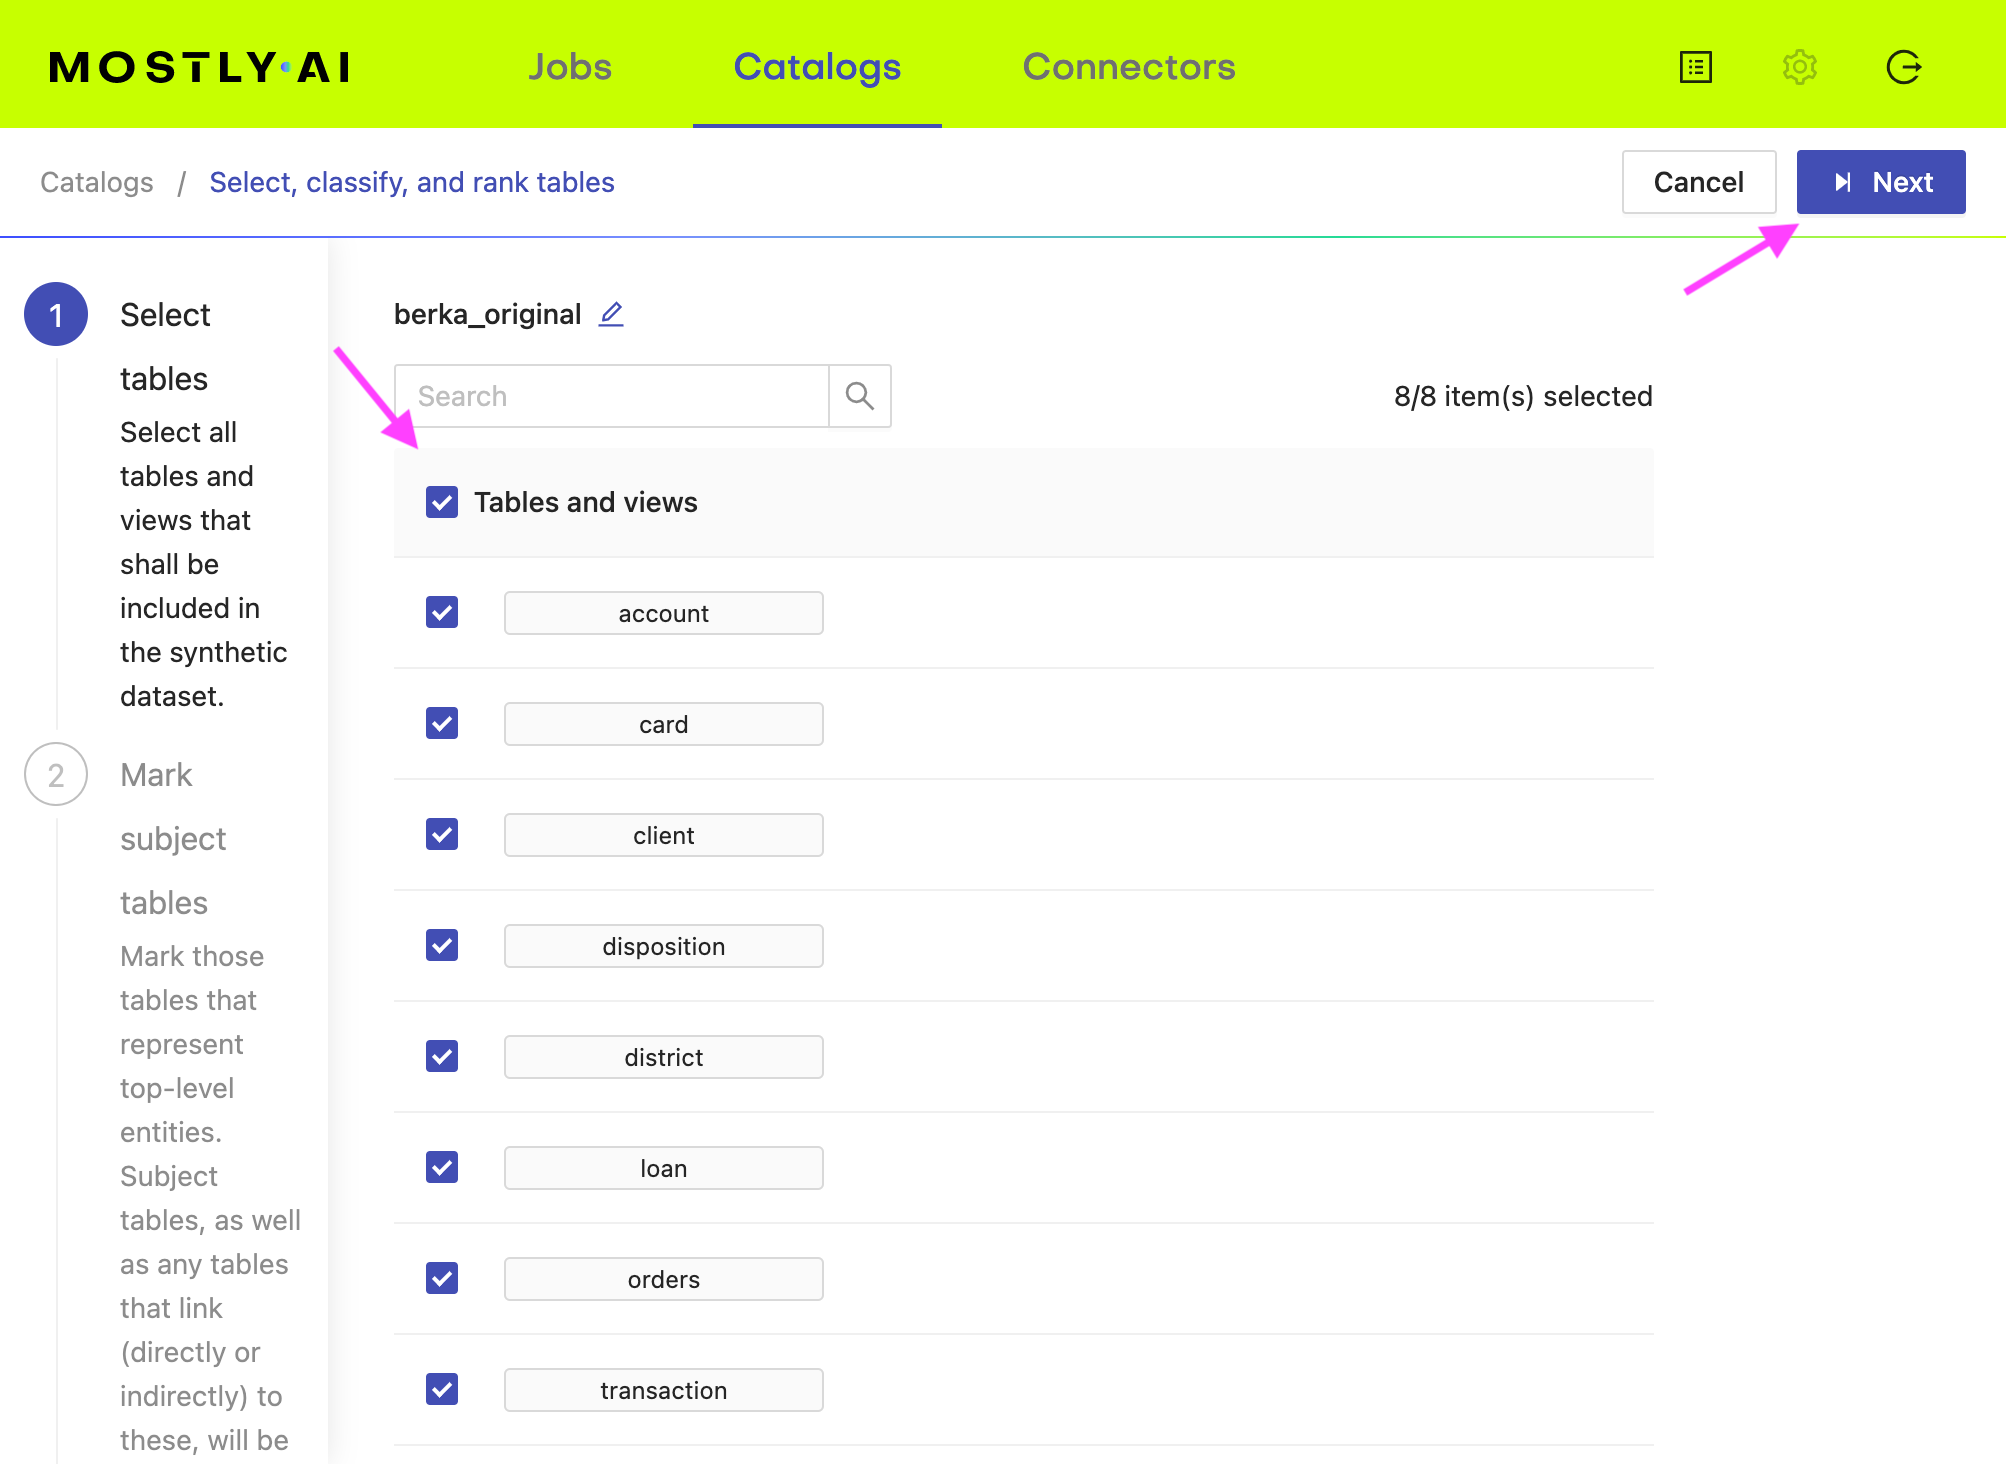 MOSTLY·AI
Jobs
Catalogs
Connectors
Catalogs / Select, classify, and rank tables
Cancel
Next
1
Select
tables
Select all
tables and
views that
shall be
included in
the synthetic
dataset.
2
Mark
subject
tables
Mark those
tables that
represent
top-level
entities.
Subject
tables, as well
as any tables
that link
(directly or
indirectly) to
these, will be
berka_original
Search
8/8 item(s) selected
Tables and views
account
card
client
disposition
district
loan
orders
transaction